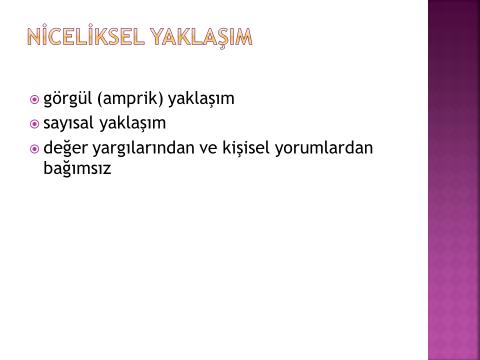 NİCELİKSEL YAKLAŞIM
görgül (amprik) yaklaşım
sayısal yaklaşım
değer yargılarından ve kişisel yorumlardan
bağımsız